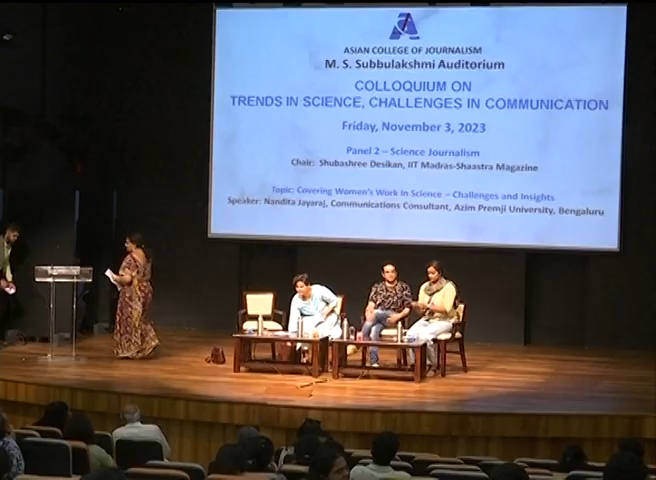 ASIAN COLLEGE OF JOURNALISM
M. S. Subbulakshmi Auditorium
COLLOQUIUM ON
TRENDS IN SCIENCE, CHALLENGES IN COMMUNICATION
Friday, November 3, 2023
Panel 2 – Science Journalism
Chair: Shubashree Desikan, IIT Madras-Shaastra Magazine
Topic: Covering Women's Work in Science – Challenges and Insights
Speaker: Nandita Jayaraj, Communications Consultant, Azim Premji University, Bengaluru